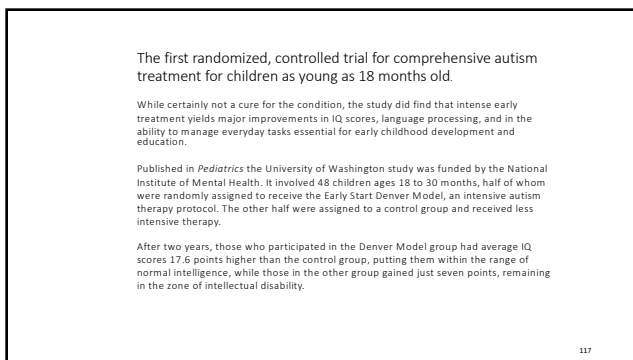 The first randomized, controlled trial for comprehensive autism
treatment for children as young as 18 months old.
While certainly not a cure for the condition, the study did find that intense early
treatment yields major improvements in IQ scores, language processing, and in the
ability to manage everyday tasks essential for early childhood development and
education.
Published in Pediatrics the University of Washington study was funded by the National
Institute of Mental Health. It involved 48 children ages 18 to 30 months, half of whom
were randomly assigned to receive the Early Start Denver Model, an intensive autism
therapy protocol. The other half were assigned to a control group and received less
intensive therapy.
After two years, those who participated in the Denver Model group had average IQ
scores 17.6 points higher than the control group, putting them within the range of
normal intelligence, while those in the other group gained just seven points, remaining
in the zone of intellectual disability.
117